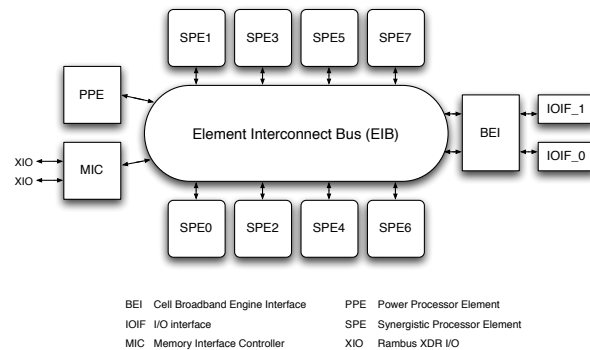 SPE1 SPE3 SPE5 SPE7
PPE
Element Interconnect Bus (EIB)
BEI
IOIF_1
IOIF_0
XIO
XIO
MIC
SPE0 SPE2 SPE4 SPE6
BEI Cell Broadband Engine Interface
PPE Power Processor Element
IOIF I/O interface
SPE Synergistic Processor Element
MIC Memory Interface Controller
XIO Rambus XDR I/O